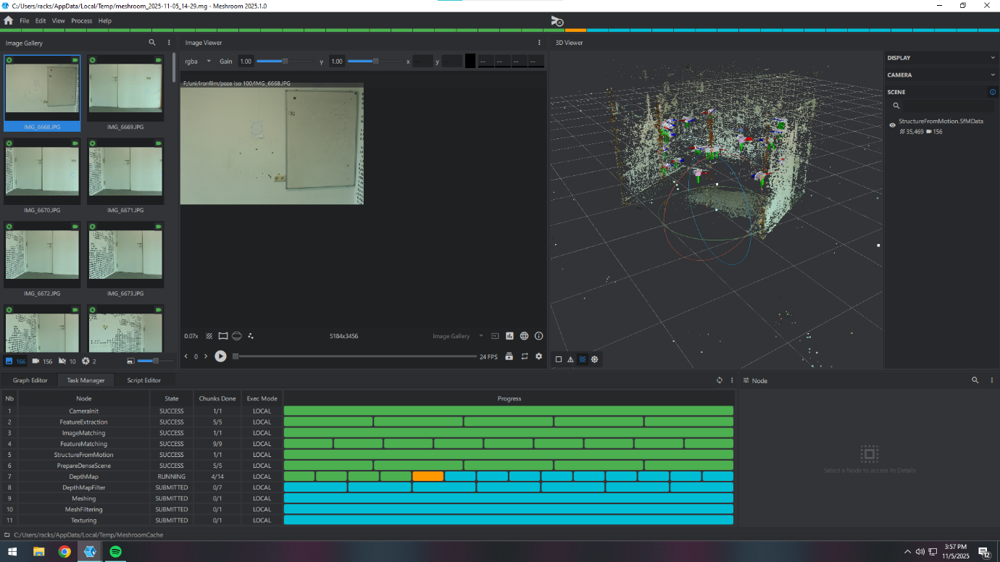 C:/Users/racks/AppData/Local/Temp/meshroom_2025-11-05_14-29.mg - Meshroom 2025.1.0
File Edit View Process Help
Image Gallery
IMG_6668.JPG IMG_6669.JPG
IMG_6670.JPG IMG_6671.JPG
IMG_6672.JPG IMG_6673.JPG
166 156 10 2
Image Viewer
rgba Gain 1.00 γ 1.00 x -- y -- -- -- -- --
F:/uni/ironfilm/poze iso 100/IMG_6668.JPG
0.07x 5184x3456 Image Gallery
0 24 FPS
3D Viewer
DISPLAY
CAMERA
SCENE
StructureFromMotion.SfMData
35,469 156
Graph Editor Task Manager Script Editor
Nb Node State Chunks Done Exec Mode Progress
1 CameraInit SUCCESS 1/1 LOCAL
2 FeatureExtraction SUCCESS 5/5 LOCAL
3 ImageMatching SUCCESS 1/1 LOCAL
4 FeatureMatching SUCCESS 9/9 LOCAL
5 StructureFromMotion SUCCESS 1/1 LOCAL
6 PrepareDenseScene SUCCESS 5/5 LOCAL
7 DepthMap RUNNING 4/14 LOCAL
8 DepthMapFilter SUBMITTED 0/7 LOCAL
9 Meshing SUBMITTED 0/1 LOCAL
10 MeshFiltering SUBMITTED 0/1 LOCAL
11 Texturing SUBMITTED 0/1 LOCAL
Node
Select a Node to access its Details
C:/Users/racks/AppData/Local/Temp/MeshroomCache
3:57 PM
11/5/2025
12